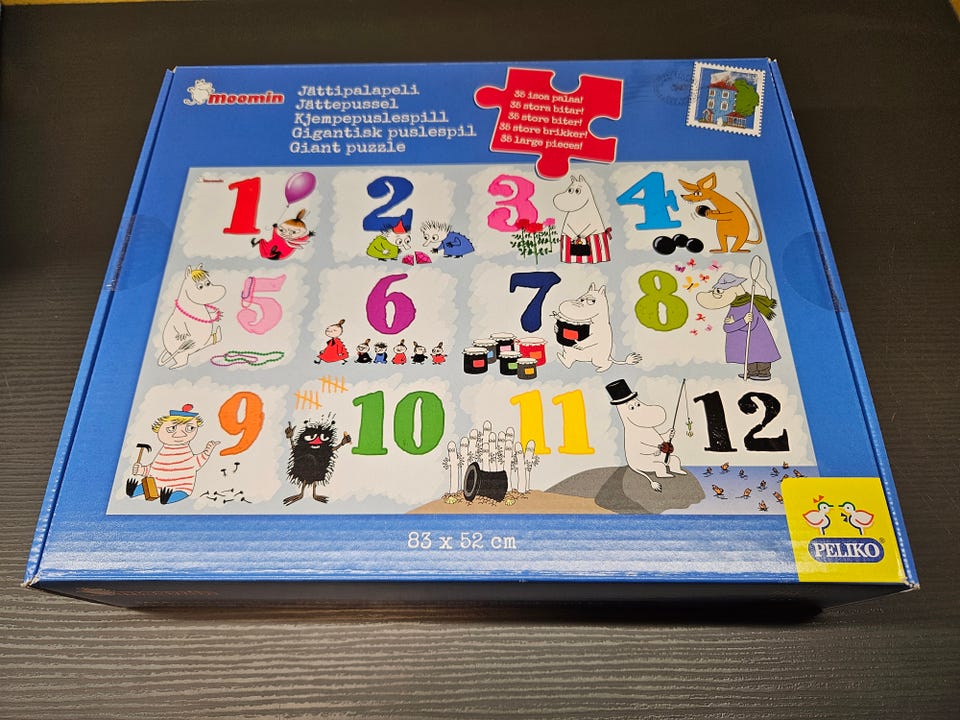 moomin
Jättipalapeli
Jättepussel
Kjempepuslespill
Gigantisk puslespil
Giant puzzle
35 isoa palaa!
35 stora bitar!
35 store biter!
35 store brikker!
35 large pieces!
1
2
3
4
5
6
7
8
9
10
11
12
83 x 52 cm
PELIKO